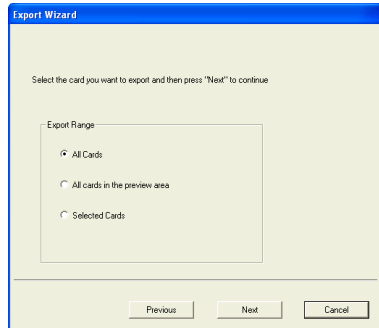 Export Wizard
Select the card you want to export and then press "Next" to continue
Export Range
All Cards
All cards in the preview area
Selected Cards
Previous Next Cancel